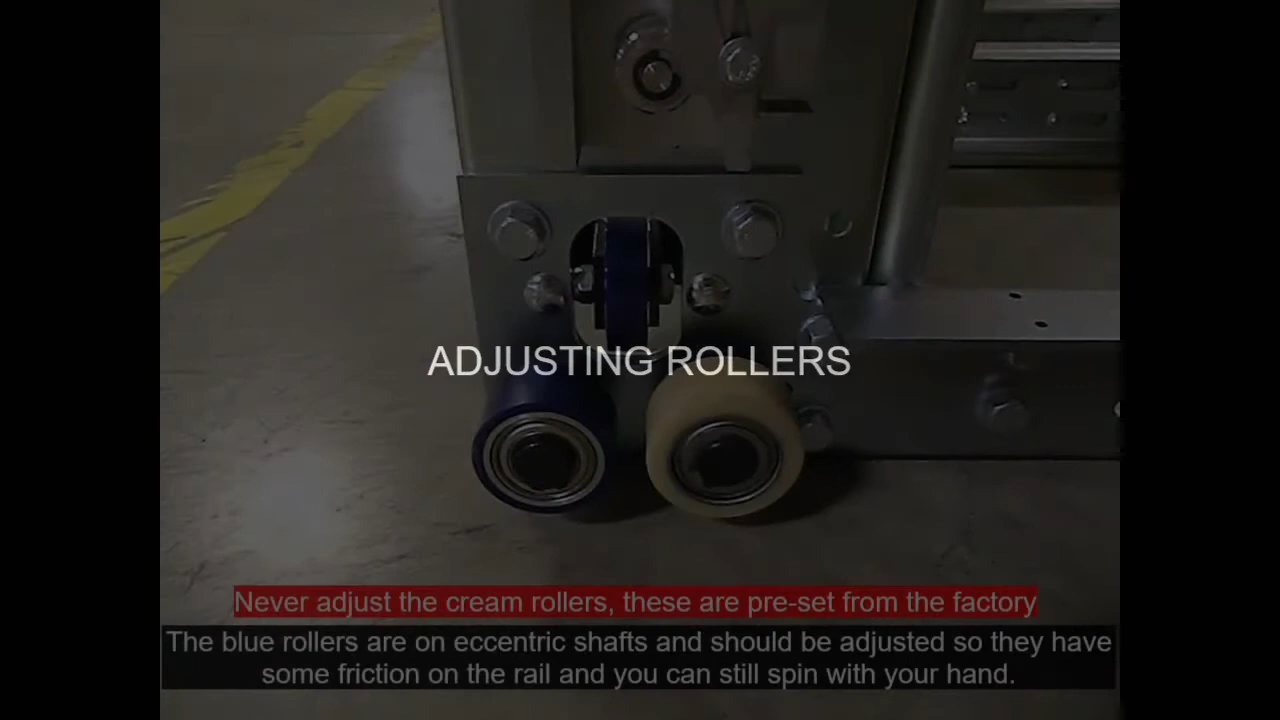 ADJUSTING ROLLERS
Never adjust the cream rollers, these are pre-set from the factory
The blue rollers are on eccentric shafts and should be adjusted so they have
some friction on the rail and you can still spin with your hand.